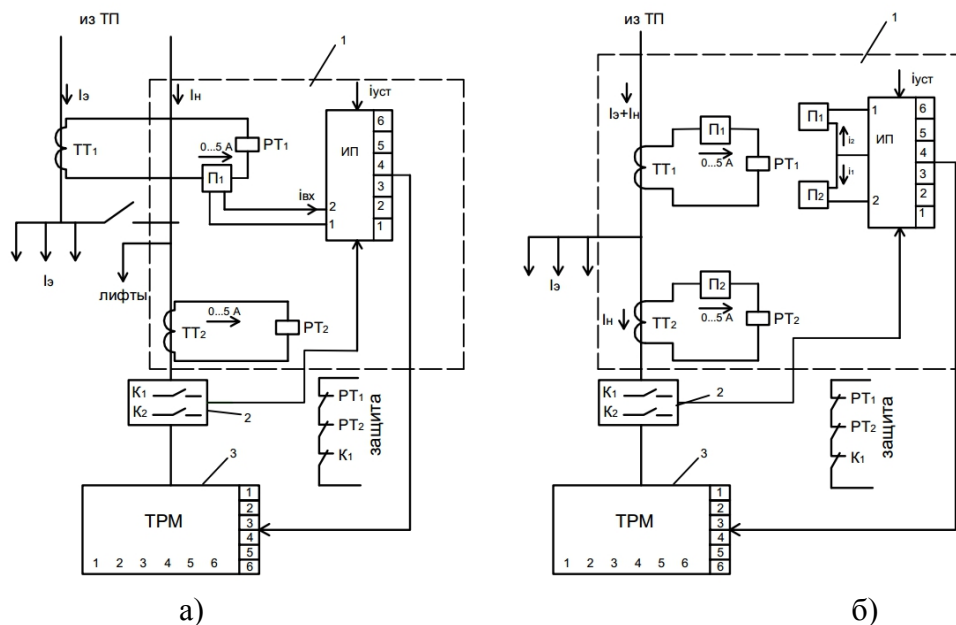 из ТП
1
Iэ
Iн
iуст
6
5
4
3
2
1
ИП
ТТ1
0...5 А
РТ1
П1
iвх
2
1
Iэ
лифты
ТТ2
0...5 А
РТ2
К1
К2
2
РТ1
РТ2
К1
защита
3
ТРМ
1 2 3 4 5 6
1
2
3
4
5
6
а)
из ТП
1
Iэ+Iн
iуст
6
5
4
3
2
1
ИП
1
2
П1
П2
i2
i1
ТТ1
П1
0...5 А
РТ1
Iэ
Iн
ТТ2
П2
0...5 А
РТ2
К1
К2
2
РТ1
РТ2
К1
защита
3
ТРМ
1 2 3 4 5 6
1
2
3
4
5
6
б)